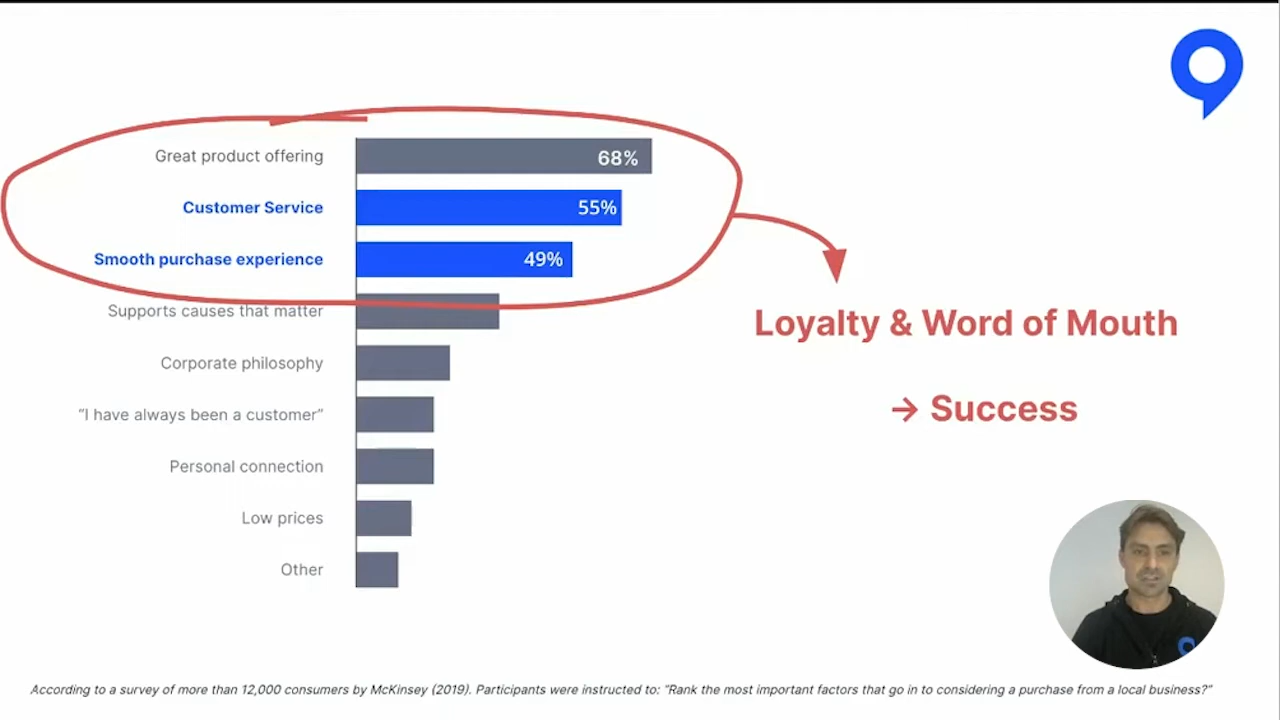 Great product offering
68%
Customer Service
55%
Smooth purchase experience
49%
Supports causes that matter
Corporate philosophy
“I have always been a customer”
Personal connection
Low prices
Other
Loyalty & Word of Mouth
→ Success
According to a survey of more than 12,000 consumers by McKinsey (2019). Participants were instructed to: “Rank the most important factors that go in to considering a purchase from a local business?”